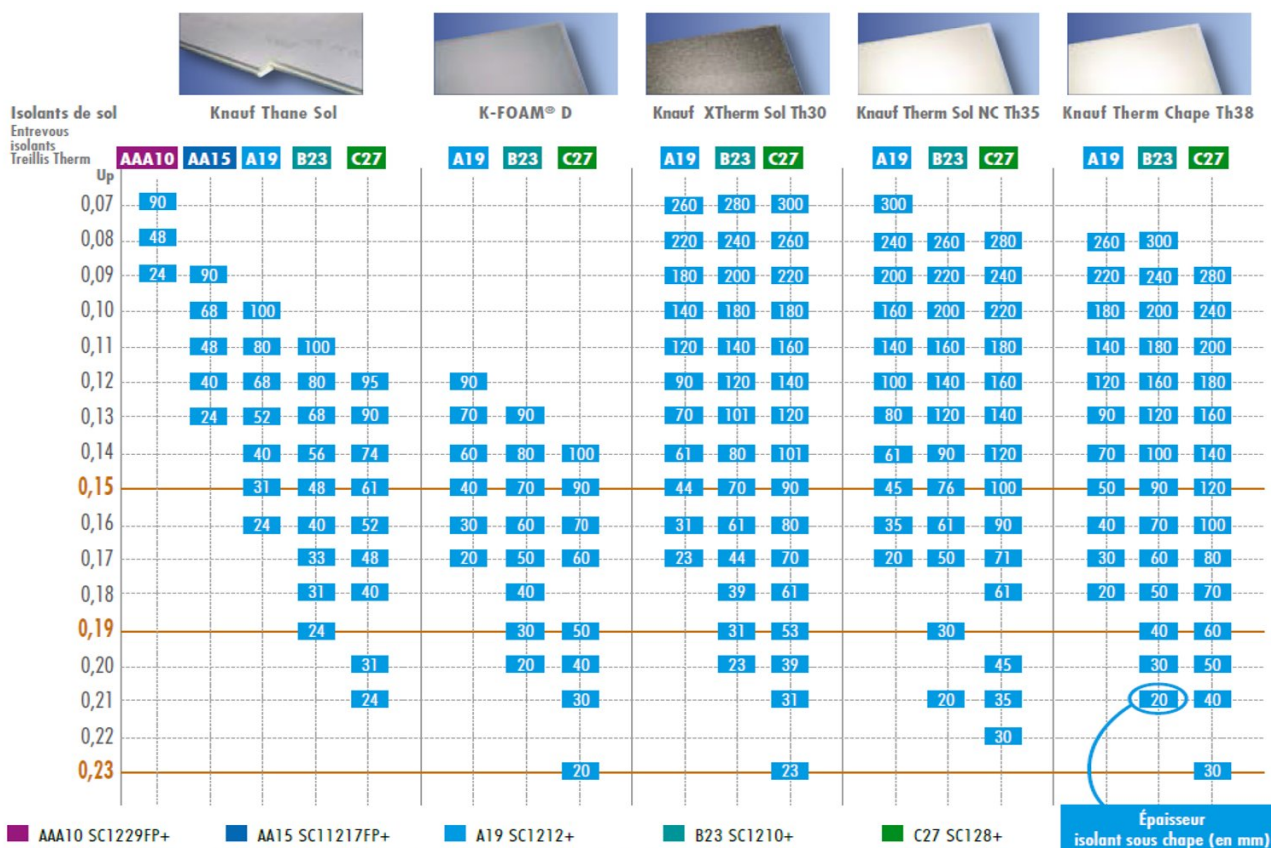 Isolants de sol
Knauf Thane Sol K-FOAM® D Knauf XTherm Sol Th30 Knauf Therm Sol NC Th35 Knauf Therm Chape Th38
Entrevous
isolants
Treillis Therm
AAA10 AA15 A19 B23 C27 A19 B23 C27 A19 B23 C27 A19 B23 C27 A19 B23 C27
Up
0,07 90 260 280 300 300
0,08 48 220 240 260 240 260 280 260 300
0,09 24 90 180 200 220 200 220 240 220 240 280
0,10 68 100 140 180 180 160 200 220 180 200 240
0,11 48 80 100 120 140 160 140 160 180 140 180 200
0,12 40 68 80 95 90 90 120 140 100 140 160 120 160 180
0,13 24 52 68 90 70 90 70 101 120 80 120 140 90 120 160
0,14 40 56 74 60 80 100 61 80 101 61 90 120 70 100 140
0,15 31 48 61 40 70 90 44 70 90 45 76 100 50 90 120
0,16 24 40 52 30 60 70 31 61 80 35 61 90 40 70 100
0,17 33 48 20 50 60 23 44 70 20 50 71 30 60 80
0,18 31 40 40 39 61 61 20 50 70
0,19 24 30 50 31 53 30 40 60
0,20 31 20 40 23 39 45 30 50
0,21 24 30 31 20 35 20 40
0,22 30
0,23 20 23 30
AAA10 SC1229FP+ AA15 SC11217FP+ A19 SC1212+ B23 SC1210+ C27 SC128+
Épaisseur
isolant sous chape (en mm)